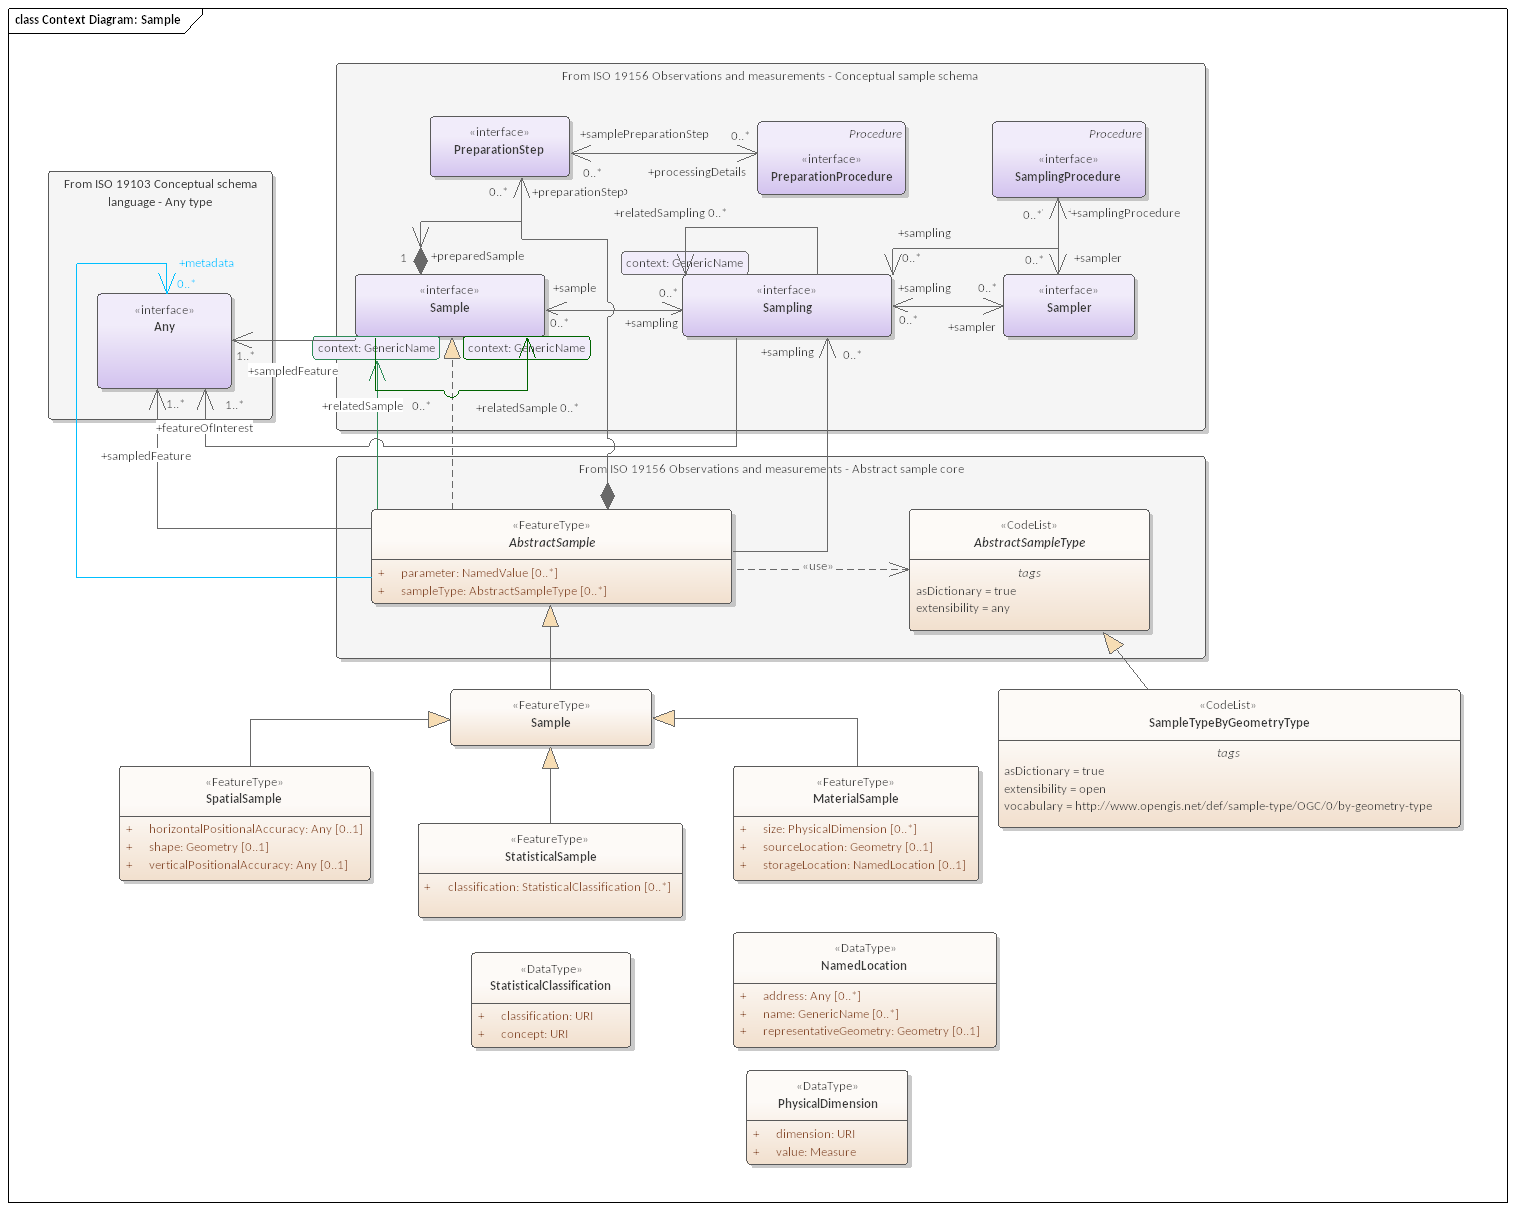 class Context Diagram: Sample
From ISO 19156 Observations and measurements - Conceptual sample schema
«interface»
PreparationStep
+samplePreparationStep 0..*
0..* +processingDetails
Procedure
«interface»
PreparationProcedure
Procedure
«interface»
SamplingProcedure
From ISO 19103 Conceptual schema
language - Any type
0..* +preparationStep
+relatedSampling 0..*
0..* +samplingProcedure
+sampling
0..*
1 +preparedSample
0..* +sampler
+metadata
0..*
context: GenericName
«interface»
Any
«interface»
Sample
+sample 0..*
0..* +sampling
«interface»
Sampling
+sampling 0..*
0..* +sampler
«interface»
Sampler
1..*
+sampledFeature
context: GenericName
context: GenericName
+sampling 0..*
1..* 1..*
+relatedSample 0..*
+relatedSample 0..*
+featureOfInterest
+sampledFeature
From ISO 19156 Observations and measurements - Abstract sample core
«FeatureType»
AbstractSample
+ parameter: NamedValue [0..*]
+ sampleType: AbstractSampleType [0..*]
«use»
«CodeList»
AbstractSampleType
tags
asDictionary = true
extensibility = any
«FeatureType»
Sample
«CodeList»
SampleTypeByGeometryType
tags
asDictionary = true
extensibility = open
vocabulary = http://www.opengis.net/def/sample-type/OGC/0/by-geometry-type
«FeatureType»
SpatialSample
+ horizontalPositionalAccuracy: Any [0..1]
+ shape: Geometry [0..1]
+ verticalPositionalAccuracy: Any [0..1]
«FeatureType»
StatisticalSample
+ classification: StatisticalClassification [0..*]
«FeatureType»
MaterialSample
+ size: PhysicalDimension [0..*]
+ sourceLocation: Geometry [0..1]
+ storageLocation: NamedLocation [0..1]
«DataType»
StatisticalClassification
+ classification: URI
+ concept: URI
«DataType»
NamedLocation
+ address: Any [0..*]
+ name: GenericName [0..*]
+ representativeGeometry: Geometry [0..1]
«DataType»
PhysicalDimension
+ dimension: URI
+ value: Measure